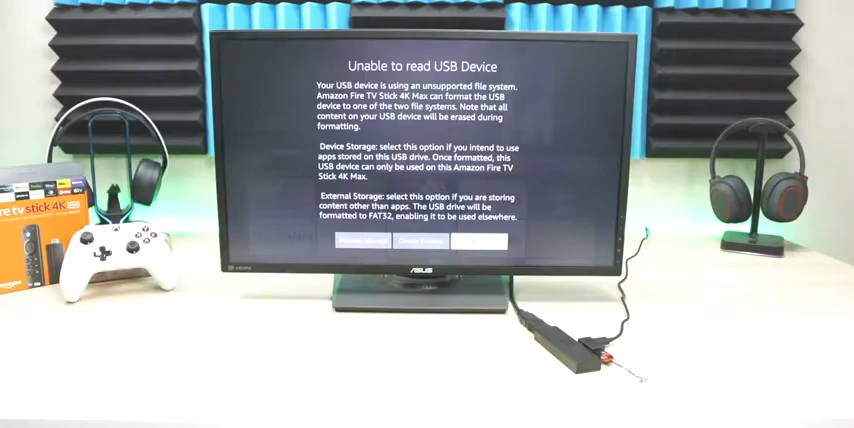 Unable to read USB Device
Your USB device is using an unsupported file system.
Amazon Fire TV Stick 4K Max can format the USB
device to one of the two file systems. Note that all
content on your USB device will be erased during
formatting.
Device Storage: select this option if you intend to use
apps stored on this USB drive. Once formatted, this
USB device can only be used on this Amazon Fire TV
Stick 4K Max.
External Storage: select this option if you are storing
content other than apps. The USB drive will be
formatted to FAT32, enabling it to be used elsewhere.
External Storage Device Storage
ASUS
HDMI
re tv stick 4K
amazon